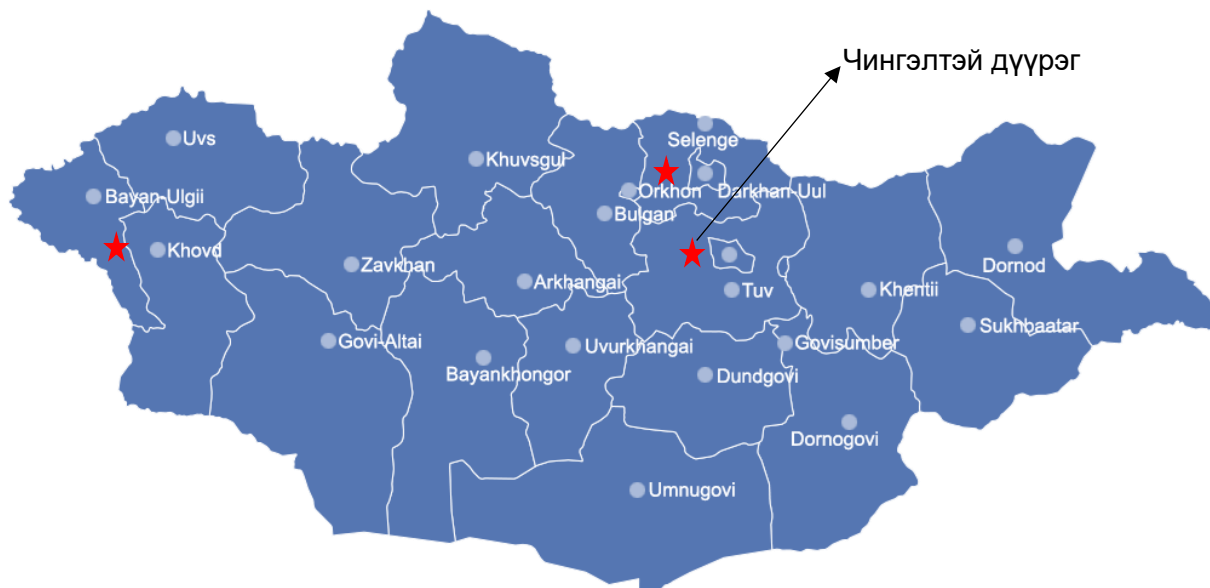 Чингэлтэй дүүрэг
Uvs
Selenge
Khuvsgul
Bayan-Ulgii
Orkhon
Darkhan-Uul
Bulgan
Khovd
Zavkhan
Arkhangai
Tuv
Khentii
Dornod
Sukhbaatar
Govi-Altai
Uvurkhangai
Govisumber
Bayankhongor
Dundgovi
Dornogovi
Umnugovi